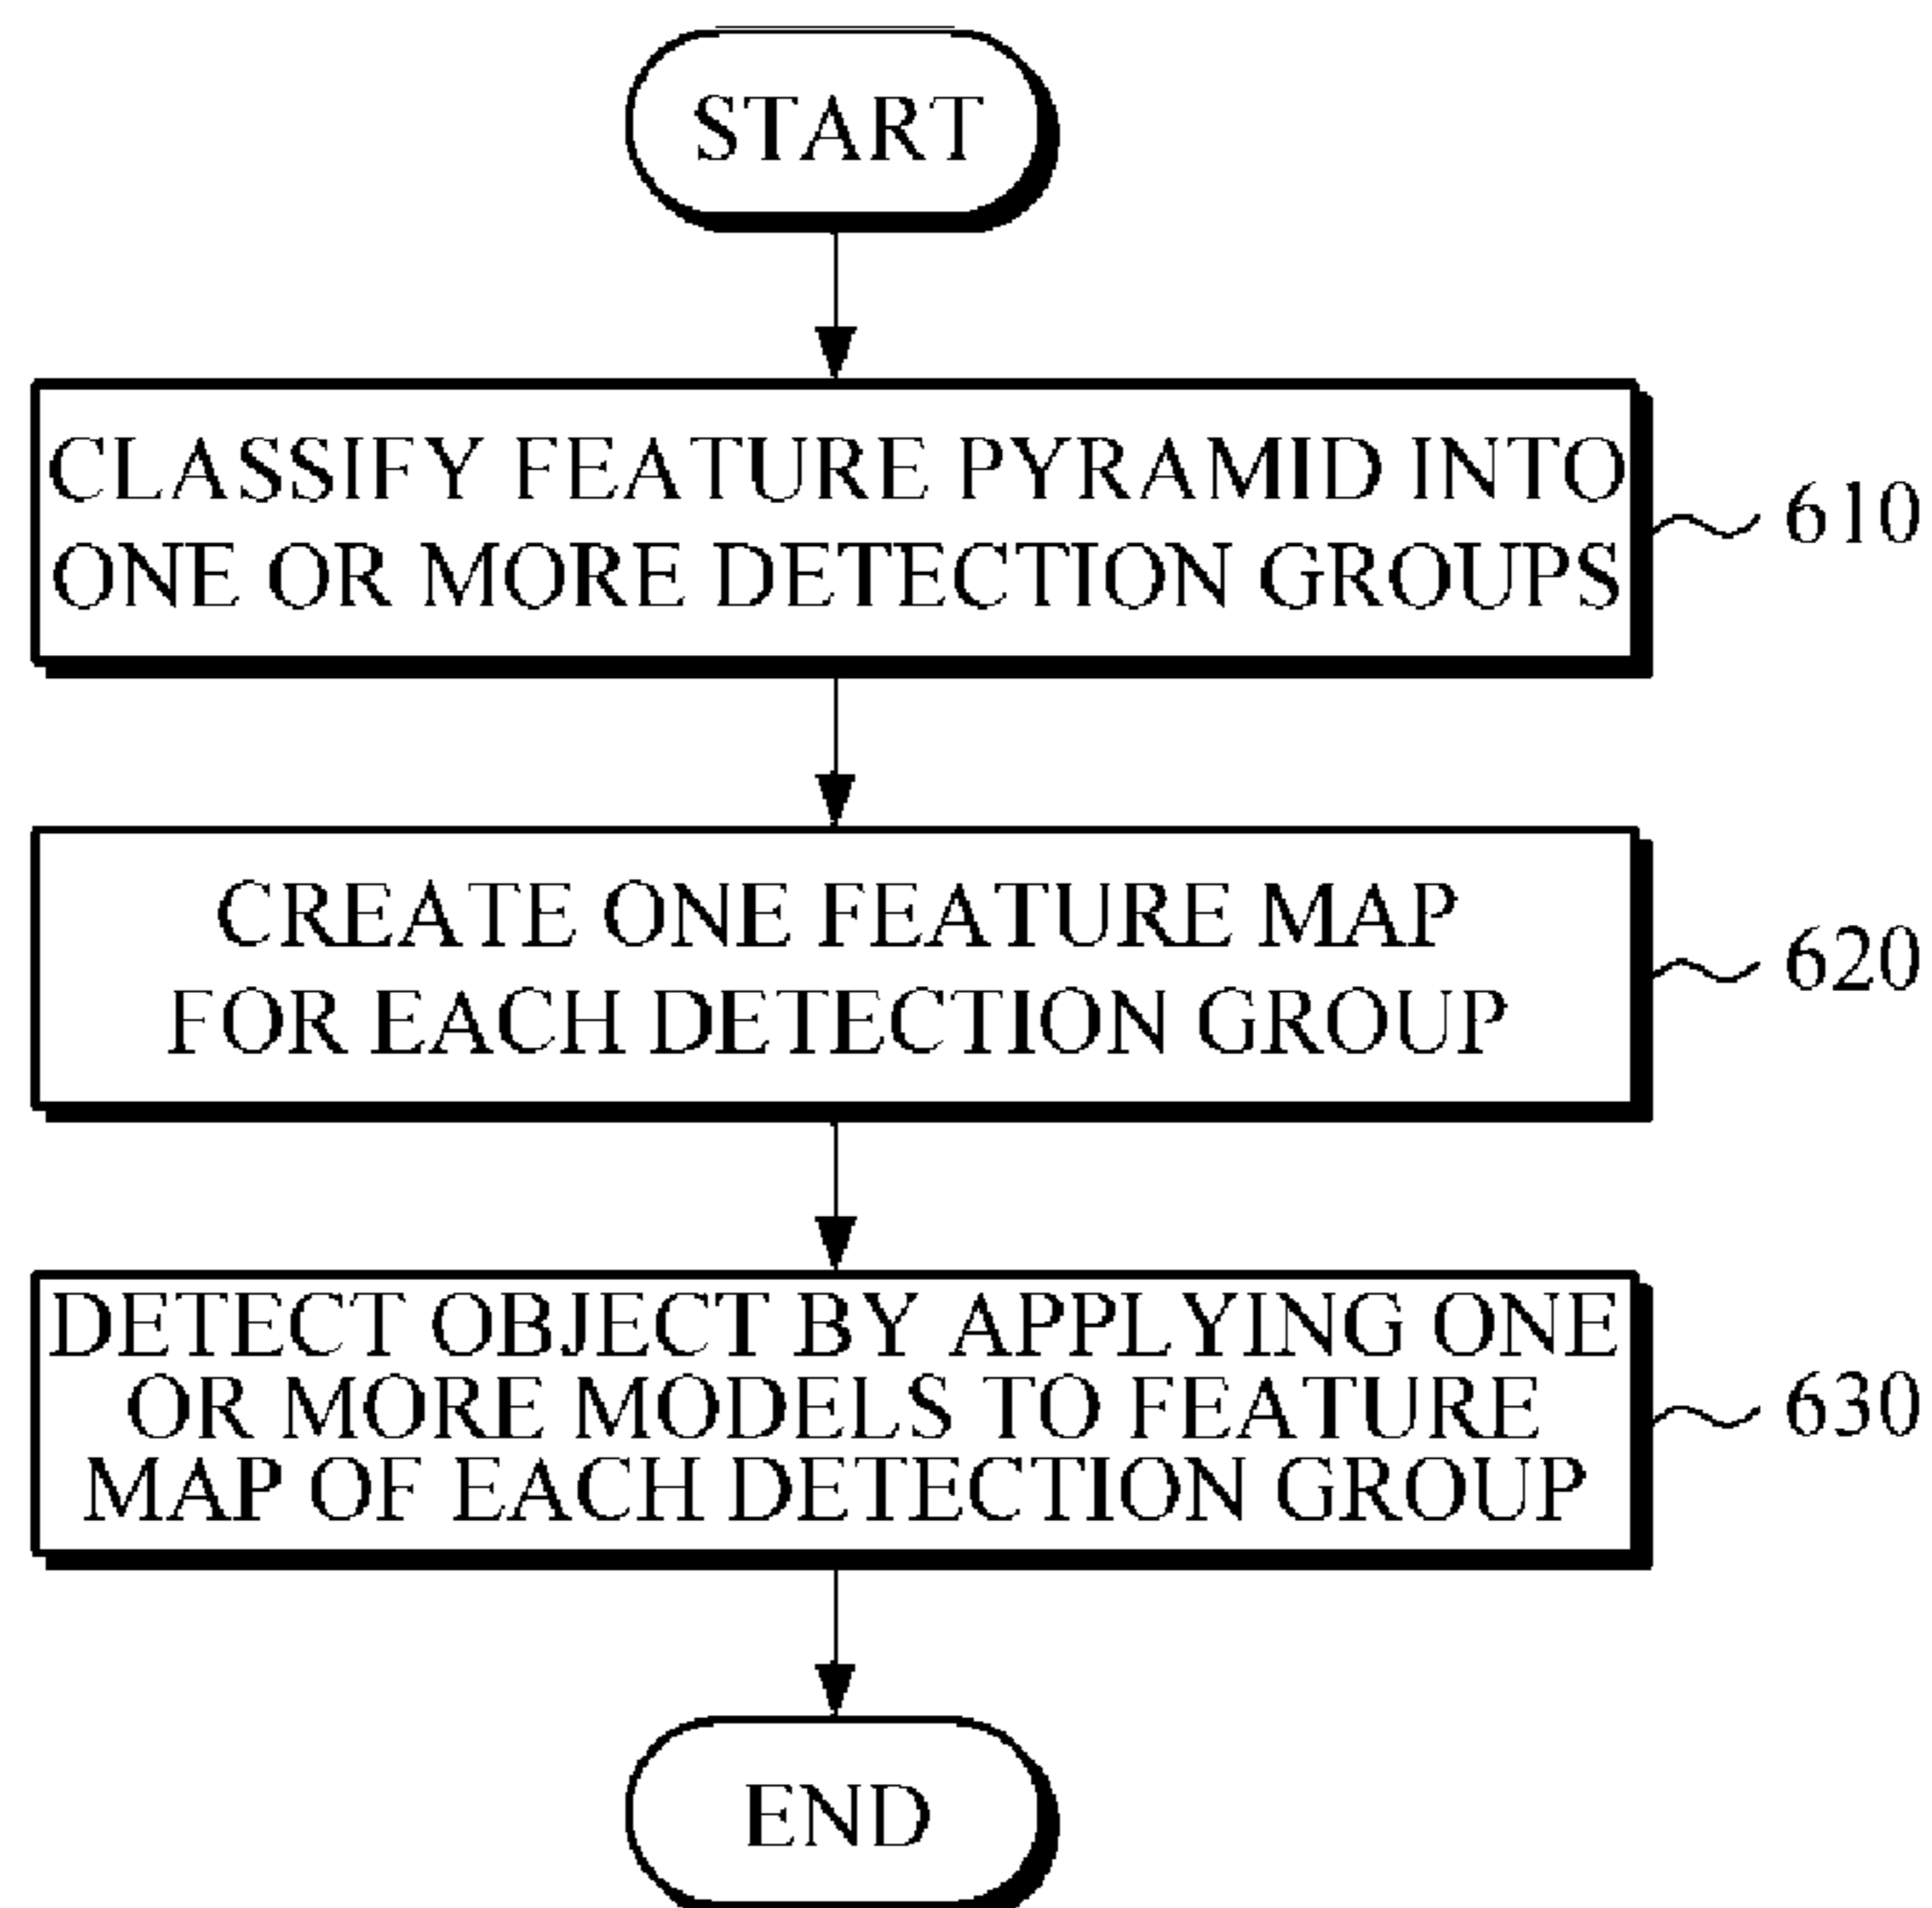 START
CLASSIFY FEATURE PYRAMID INTO
ONE OR MORE DETECTION GROUPS
610
CREATE ONE FEATURE MAP
FOR EACH DETECTION GROUP
620
DETECT OBJECT BY APPLYING ONE
OR MORE MODELS TO FEATURE
MAP OF EACH DETECTION GROUP
630
END